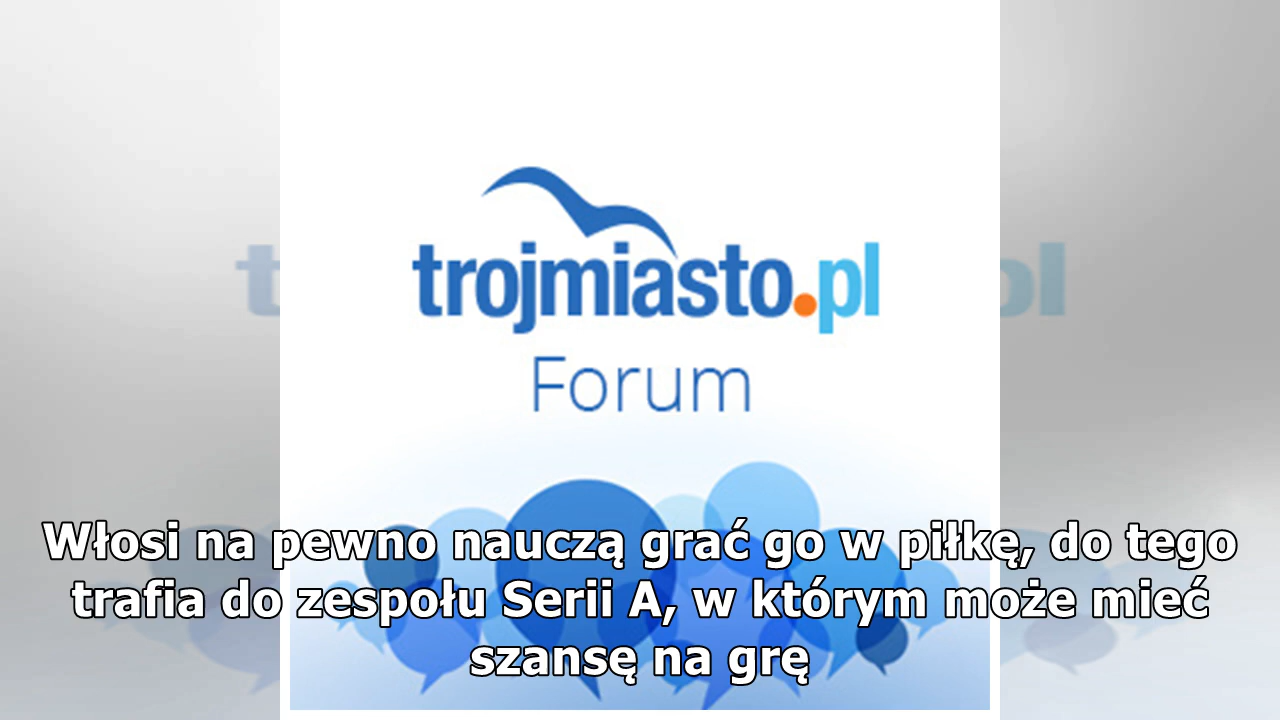 trojmiasto.pl
Forum
Włosi na pewno nauczą grać go w piłkę, do tego
trafia do zespołu Serii A, w którym może mieć
szansę na grę